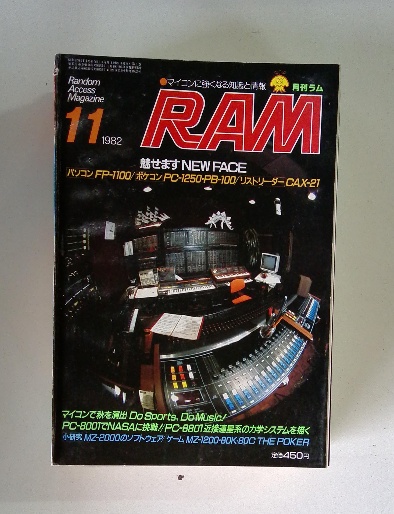 Random
Access
Magazine
11 1982
●マイコンに強くなる知識と情報
月刊ラム
RAM
魅せます NEW FACE
パソコン FP-1100/ポケコン PC-1250・PB-100/リストリーダー CAX-21
マイコンで秋を演出 Do Sports, Do Music!
PC-8001でNASAに挑戦!/PC-8801近接連星系の力学システムを描く
小研究 MZ-2000のソフトウェア/ゲーム MZ-1200・80K・80C THE POKER
定価450円